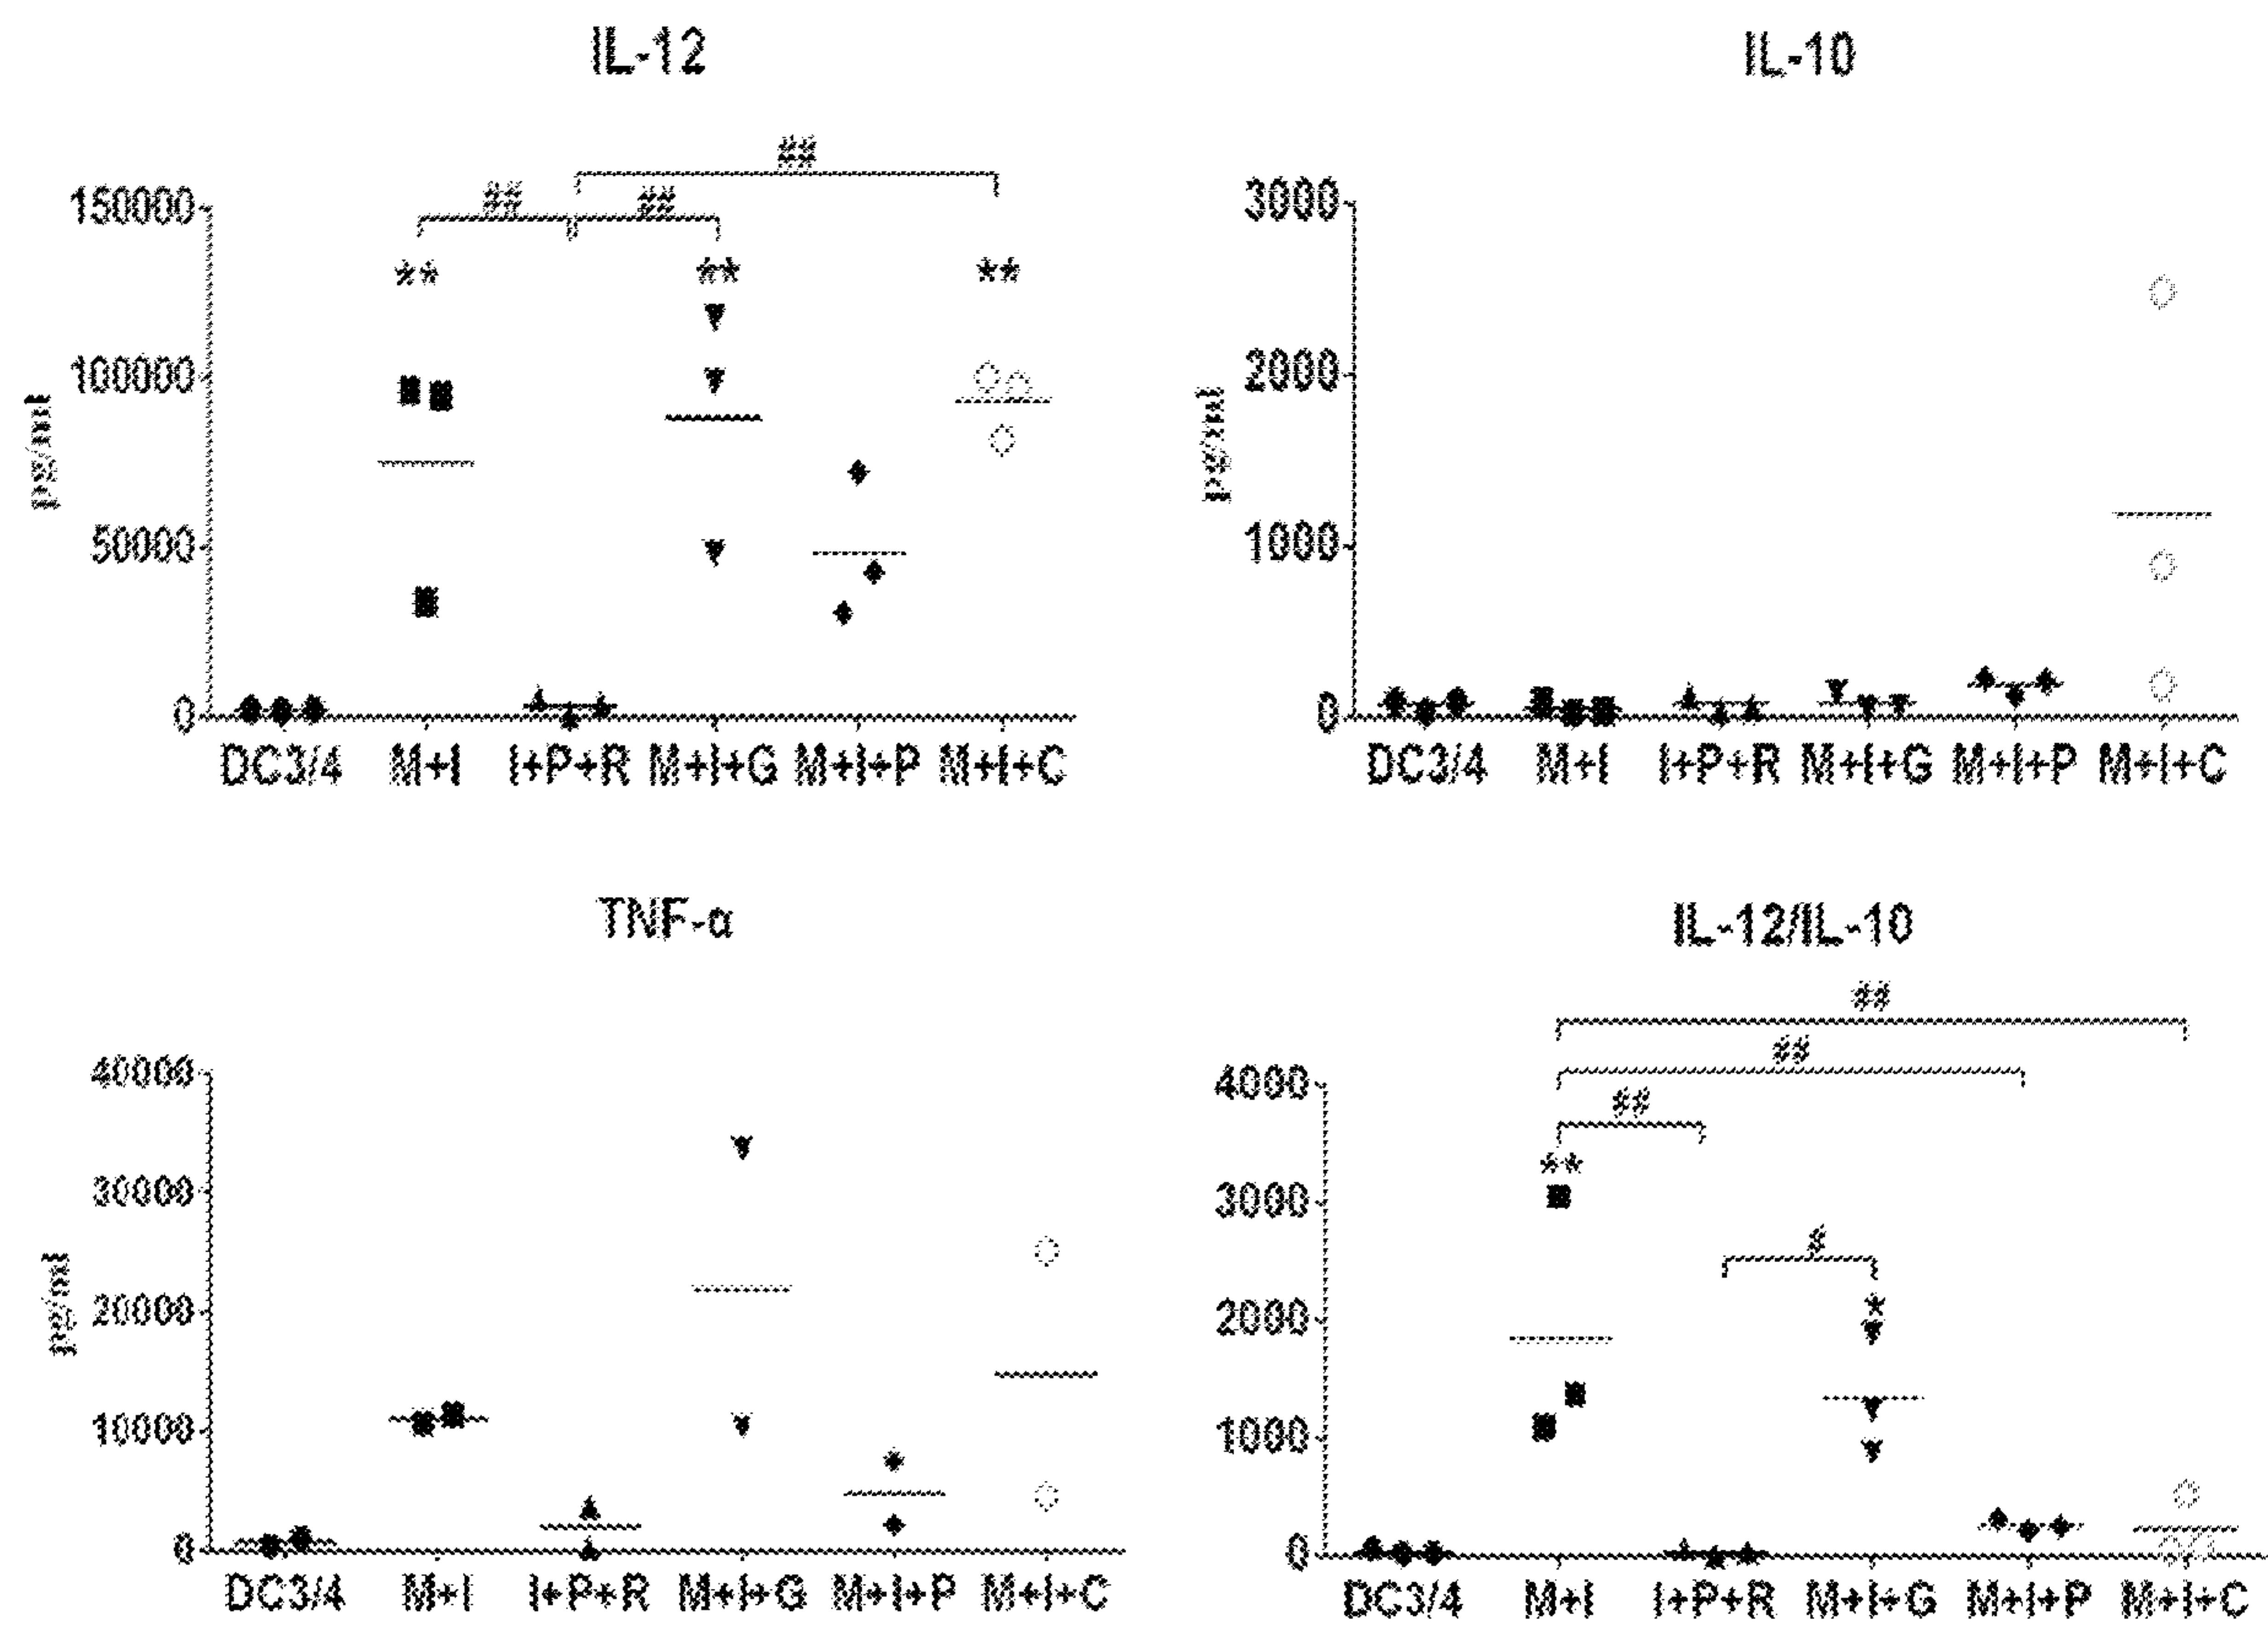 IL-12
##
## ##
150000
** ** **
100000
pg/ml
50000
0
DC3/4 M+I I+P+R M+I+G M+I+P M+I+C
IL-10
3000
2000
pg/ml
1000
0
DC3/4 M+I I+P+R M+I+G M+I+P M+I+C
TNF-α
40000
30000
pg/ml
20000
10000
0
DC3/4 M+I I+P+R M+I+G M+I+P M+I+C
IL-12/IL-10
##
##
4000
##
**
3000
#
*
2000
1000
0
DC3/4 M+I I+P+R M+I+G M+I+P M+I+C